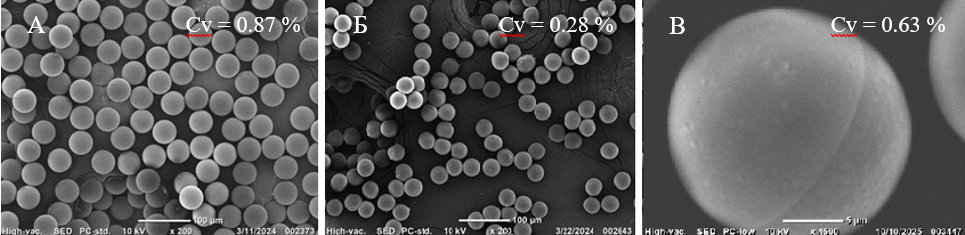 А
Cv = 0.87 %
100 μm
High-vac. SED PC-std. 10 kV x 200 3/11/2024 002373
Б
Cv = 0.28 %
100 μm
High-vac. SED PC-std. 10 kV x 200 3/22/2024 002643
В
Cv = 0.63 %
5 μm
High-vac. SED PC-low. 10 kV x 1500 10/10/2025 003447